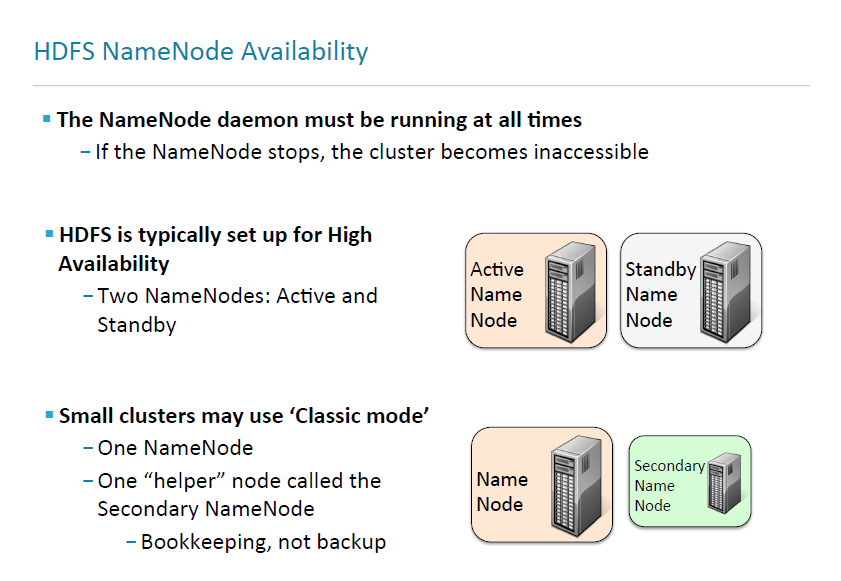 HDFS NameNode Availability
▪ The NameNode daemon must be running at all times
– If the NameNode stops, the cluster becomes inaccessible
▪ HDFS is typically set up for High
Availability
– Two NameNodes: Active and
Standby
Active
Name
Node
Standby
Name
Node
▪ Small clusters may use ‘Classic mode’
– One NameNode
– One “helper” node called the
Secondary NameNode
– Bookkeeping, not backup
Name
Node
Secondary
Name
Node